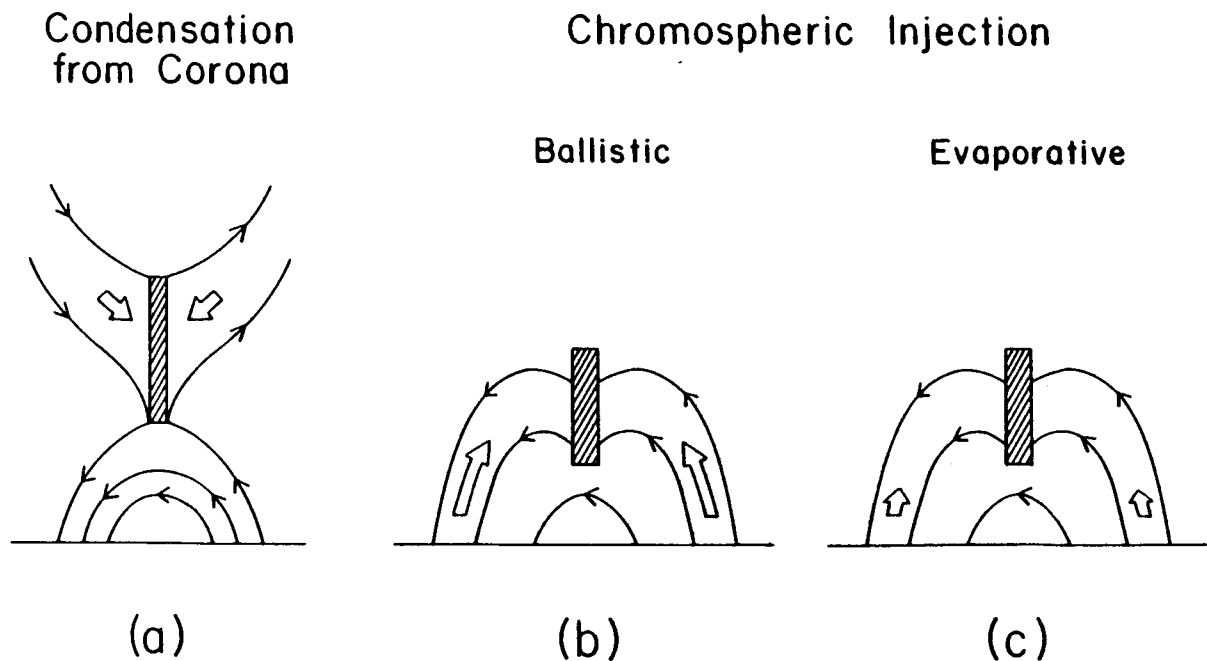 Condensation
from Corona
Chromospheric Injection
Ballistic
Evaporative
(a)
(b)
(c)